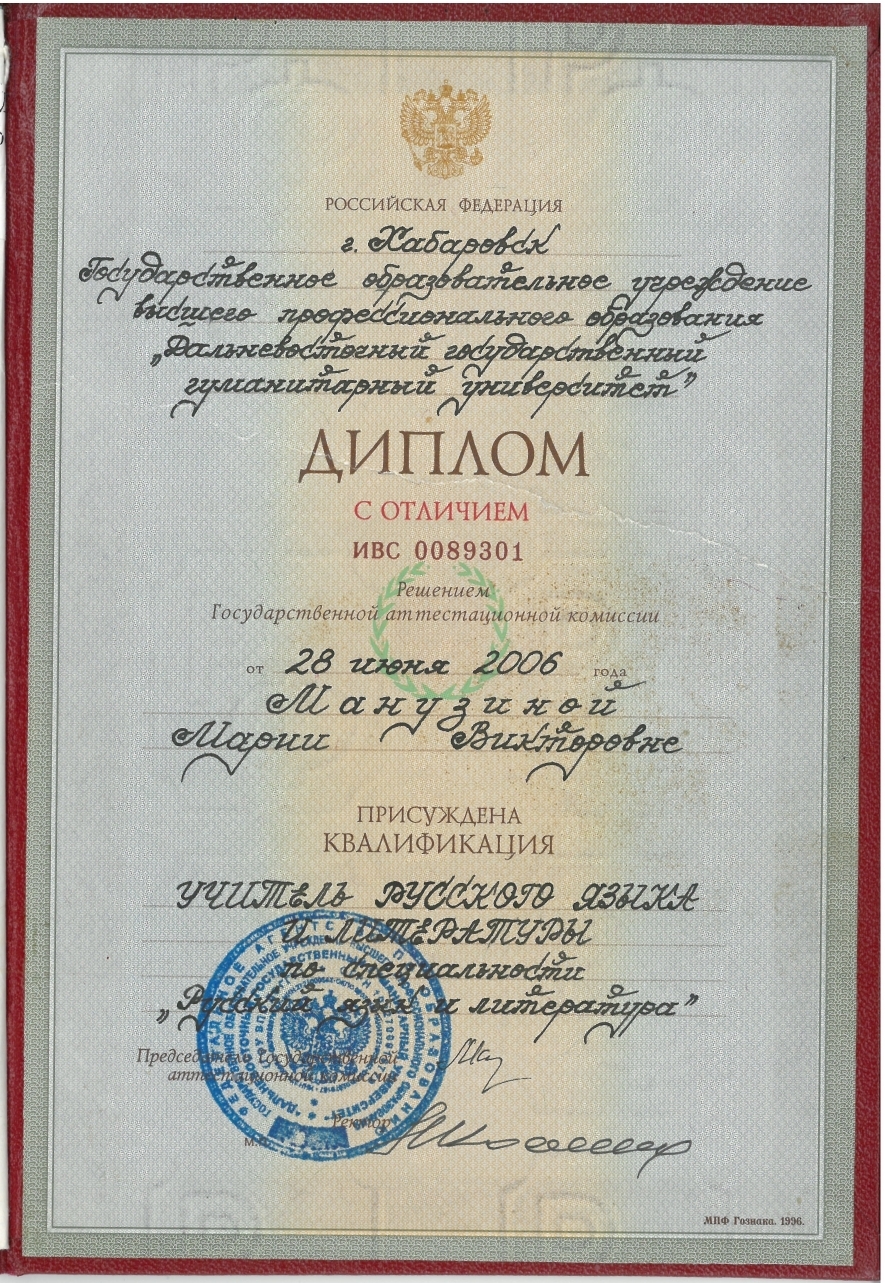 РОССИЙСКАЯ ФЕДЕРАЦИЯ
г. Хабаровск
Государственное образовательное учреждение
высшего профессионального образования
„Дальневосточный государственный
гуманитарный университет"
ДИПЛОМ
С ОТЛИЧИЕМ
ИВС 0089301
Решением
Государственной аттестационной комиссии
от 28 июня 2006 года
Манузиной
Марии Викторовне
ПРИСУЖДЕНА
КВАЛИФИКАЦИЯ
УЧИТЕЛЬ РУССКОГО ЯЗЫКА
И ЛИТЕРАТУРЫ
по специальности
„Русский язык и литература"
Председатель Государственной
аттестационной комиссии
Ректор
М.П.
МПФ Гознака. 1996.